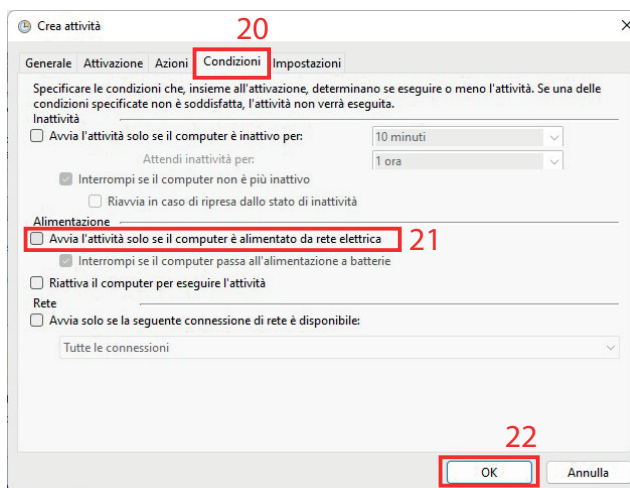 Crea attività
20
Generale Attivazione Azioni Condizioni Impostazioni
Specificare le condizioni che, insieme all'attivazione, determinano se eseguire o meno l'attività. Se una delle
condizioni specificate non è soddisfatta, l'attività non verrà eseguita.
Inattività
Avvia l'attività solo se il computer è inattivo per: 10 minuti
Attendi inattività per: 1 ora
Interrompi se il computer non è più inattivo
Riavvia in caso di ripresa dallo stato di inattività
Alimentazione
Avvia l'attività solo se il computer è alimentato da rete elettrica 21
Interrompi se il computer passa all'alimentazione a batterie
Riattiva il computer per eseguire l'attività
Rete
Avvia solo se la seguente connessione di rete è disponibile:
Tutte le connessioni
22
OK Annulla